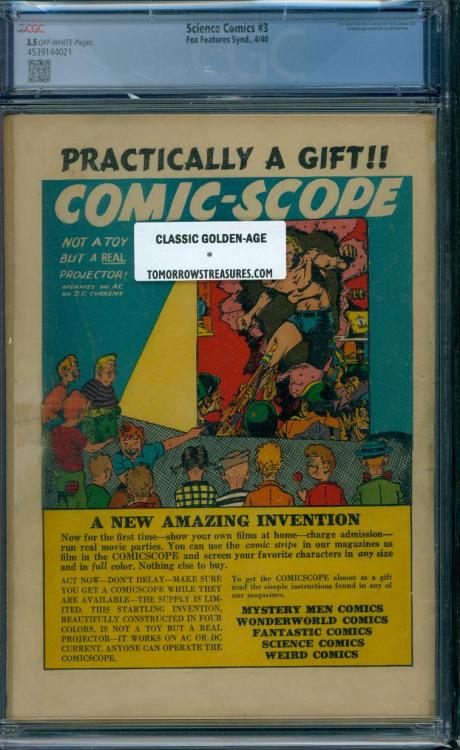 CGC
3.5 OFF-WHITE Pages
4539144021
Science Comics #3
Fox Features Synd., 4/40
PRACTICALLY A GIFT!!
COMIC-SCOPE
NOT A TOY
BUT A REAL
PROJECTOR!
OPERATES ON AC.
OR D.C. CURRENT
CLASSIC GOLDEN-AGE
*
TOMORROWSTREASURES.COM
A NEW AMAZING INVENTION
Now for the first time—show your own films at home—charge admission—
run real movie parties. You can use the comic strips in our magazines as
film in the COMICSCOPE and screen your favorite characters in any size
and in full color. Nothing else to buy.
ACT NOW—DON'T DELAY—MAKE SURE
YOU GET A COMICSCOPE WHILE THEY
ARE AVAILABLE—THE SUPPLY IS LIM-
ITED. THIS STARTLING INVENTION,
BEAUTIFULLY CONSTRUCTED IN FOUR
COLORS, IS NOT A TOY BUT A REAL
PROJECTOR—IT WORKS ON AC OR DC
CURRENT. ANYONE CAN OPERATE THE
COMICSCOPE.
To get the COMICSCOPE almost as a gift
read the simple instructions found in any of
our magazines.
MYSTERY MEN COMICS
WONDERWORLD COMICS
FANTASTIC COMICS
SCIENCE COMICS
WEIRD COMICS